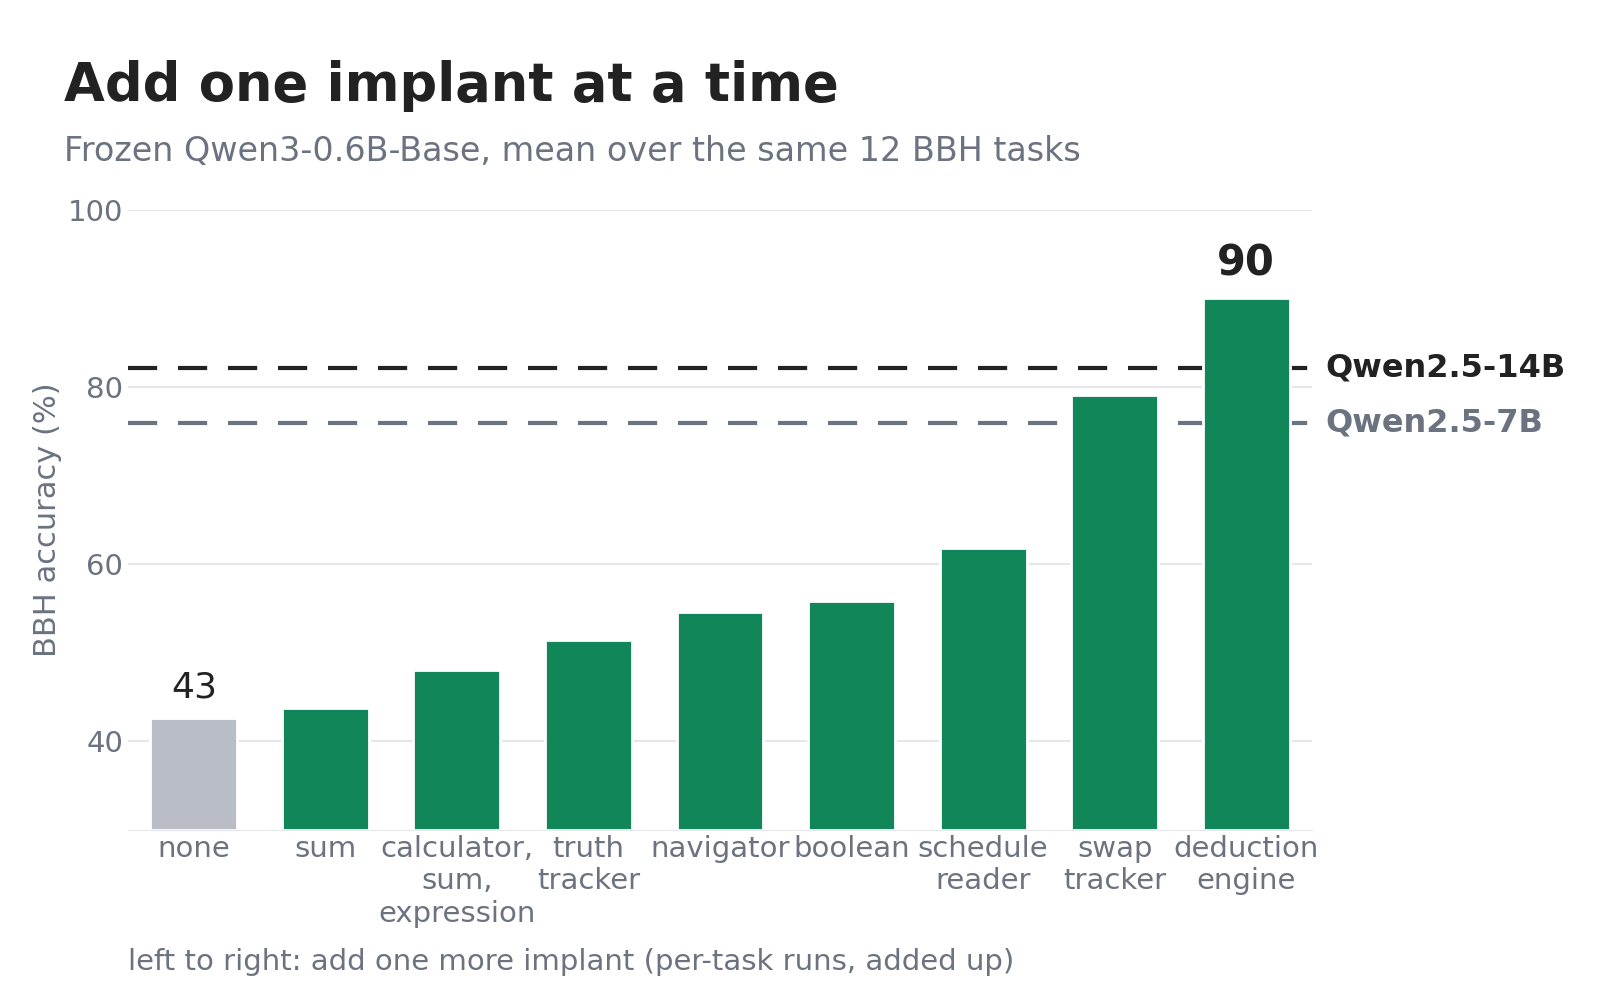 Add one implant at a time
Frozen Qwen3-0.6B-Base, mean over the same 12 BBH tasks
BBH accuracy (%)
100
80
60
40
43
90
Qwen2.5-14B
Qwen2.5-7B
none
sum
calculator,
sum,
expression
truth
tracker
navigator
boolean
schedule
reader
swap
tracker
deduction
engine
left to right: add one more implant (per-task runs, added up)